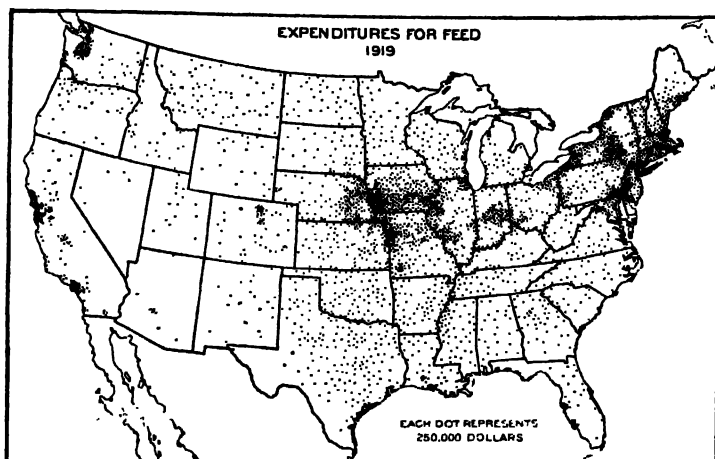 EXPENDITURES FOR FEED
1919
EACH DOT REPRESENTS
250,000 DOLLARS